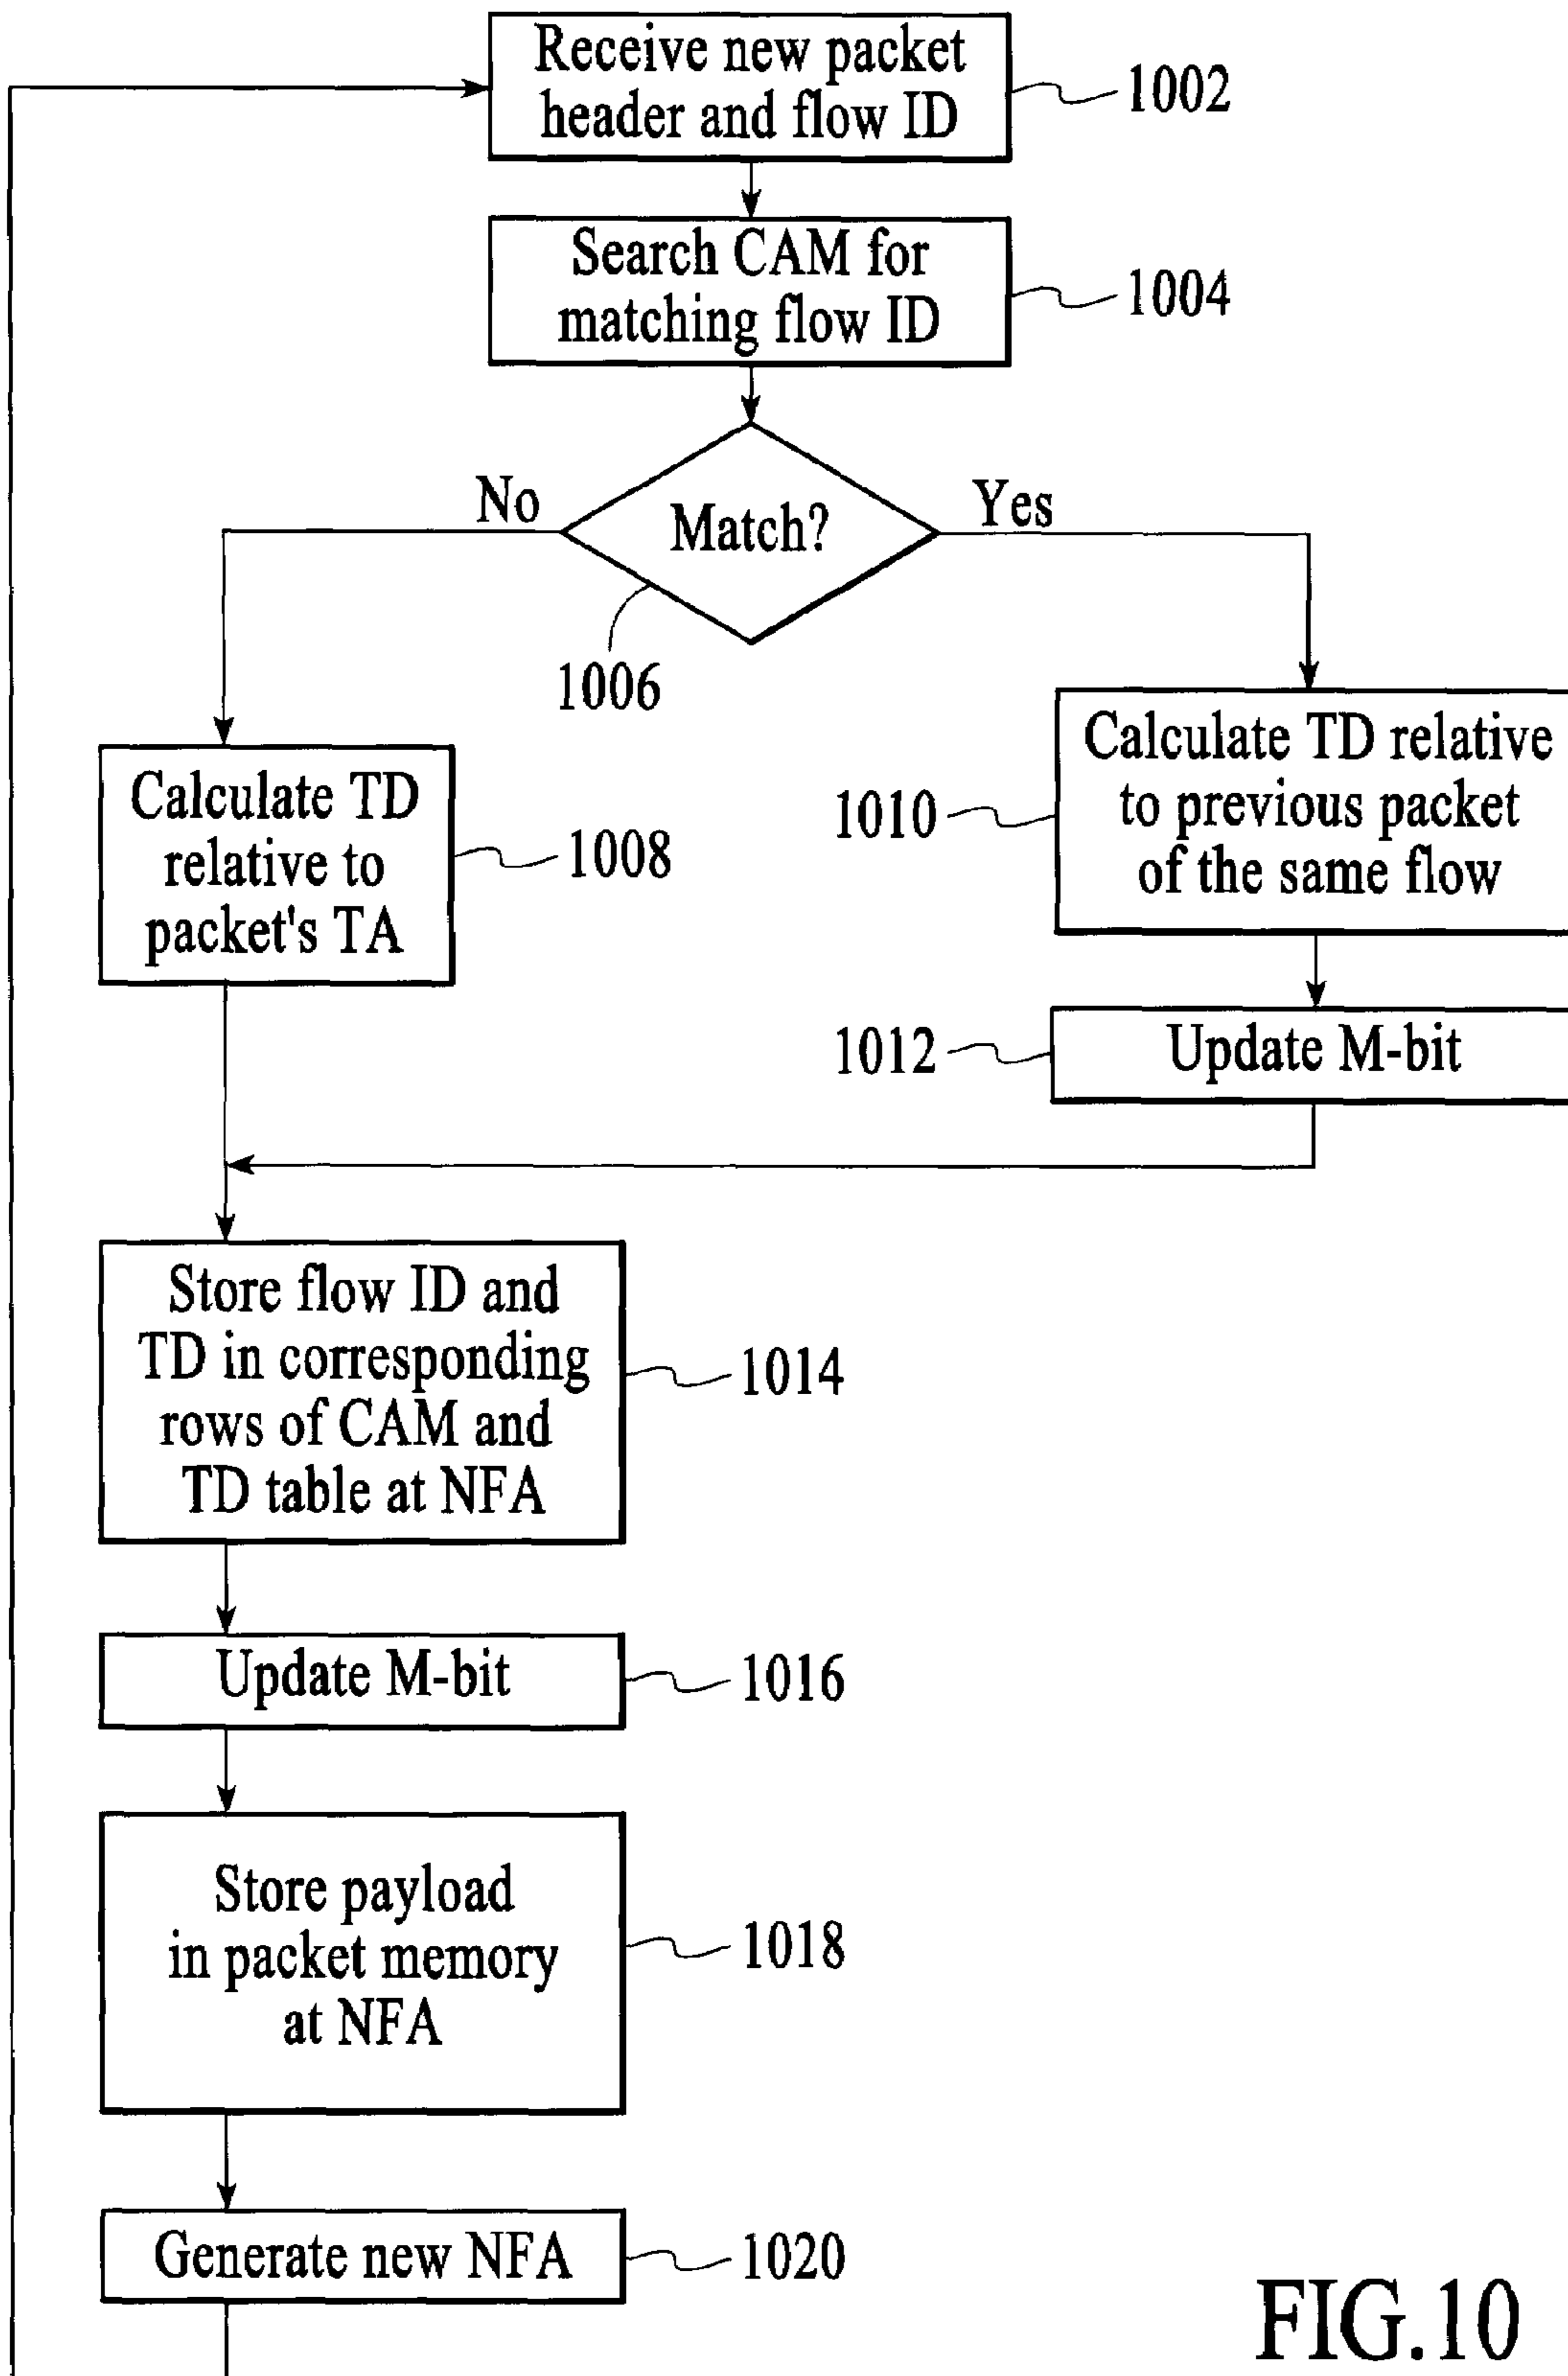 Receive new packet
header and flow ID
1002
Search CAM for
matching flow ID
1004
No
Match?
Yes
1006
Calculate TD
relative to
packet's TA
1008
Calculate TD relative
to previous packet
of the same flow
1010
Update M-bit
1012
Store flow ID and
TD in corresponding
rows of CAM and
TD table at NFA
1014
Update M-bit
1016
Store payload
in packet memory
at NFA
1018
Generate new NFA
1020
FIG.10